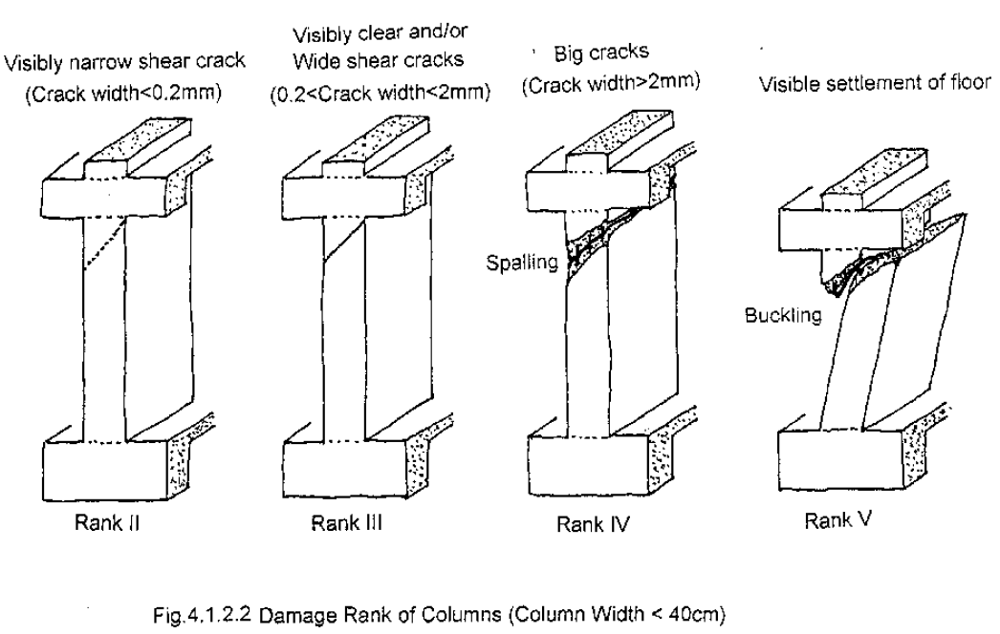 Visibly narrow shear crack
(Crack width<0.2mm)
Visibly clear and/or
Wide shear cracks
(0.2<Crack width<2mm)
Big cracks
(Crack width>2mm)
Visible settlement of floor
Spalling
Buckling
Rank II
Rank III
Rank IV
Rank V
Fig.4.1.2.2 Damage Rank of Columns (Column Width < 40cm)